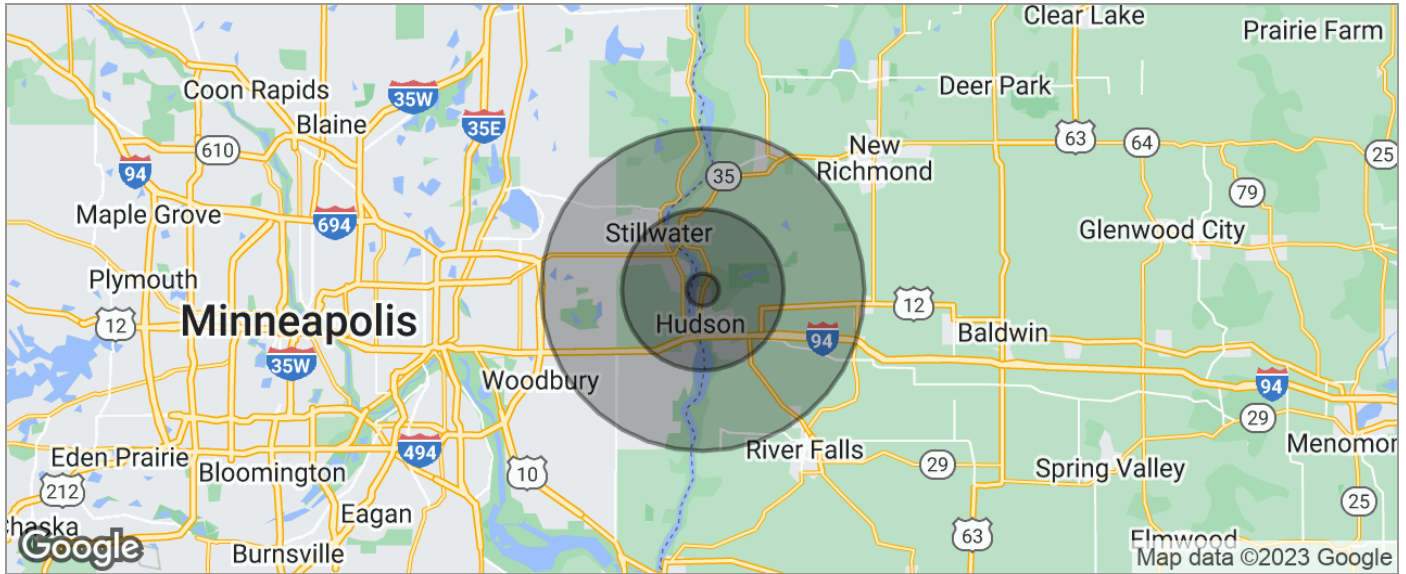 Clear Lake
Prairie Farm
Coon Rapids
35W
Deer Park
Blaine
35E
63
64
610
New
Richmond
25
94
35
79
Maple Grove
694
Stillwater
Glenwood City
Plymouth
12
Minneapolis
Hudson
12
Baldwin
94
35W
Woodbury
94
29
Eden Prairie
494
River Falls
Menomon
Bloomington
10
29
Spring Valley
212
25
Eagan
Chaska
63
Elmwood
Google
Burnsville
Map data ©2023 Google